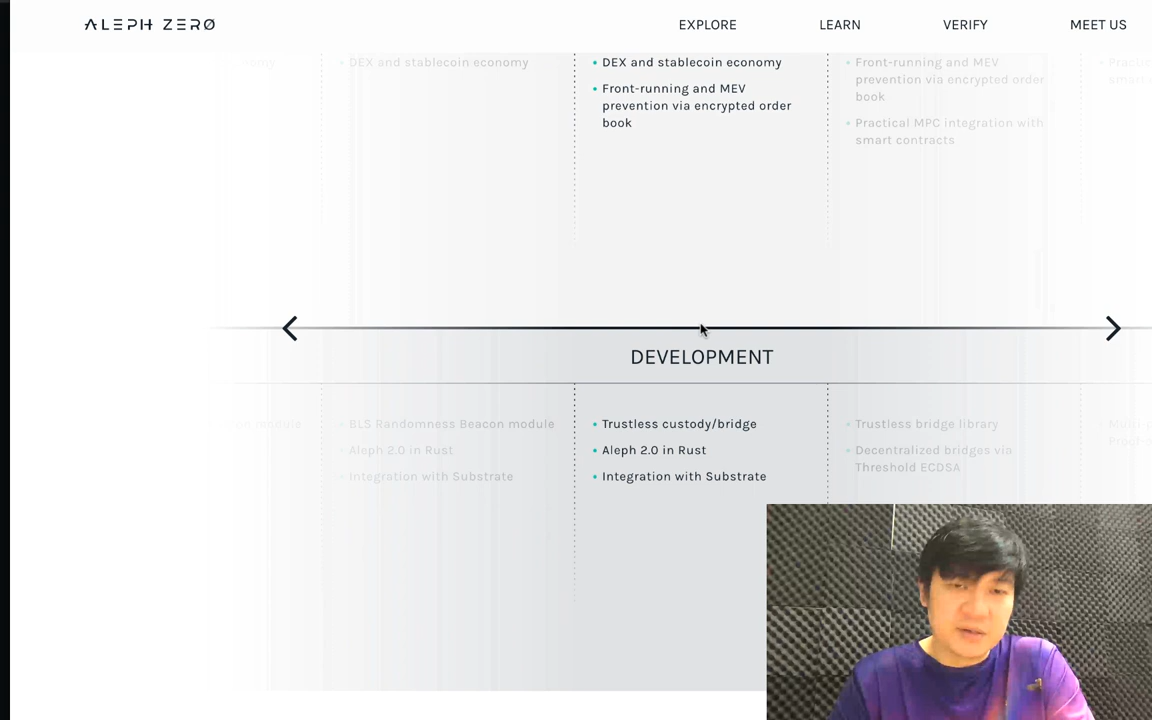 ALEPH ZERØ
EXPLORE
LEARN
VERIFY
MEET US
DEX and stablecoin economy
DEX and stablecoin economy
Front-running and MEV
prevention via encrypted order
book
Front-running and MEV
prevention via encrypted order
book
Practical MPC integration with
smart contracts
DEVELOPMENT
module
BLS Randomness Beacon module
Aleph 2.0 in Rust
Integration with Substrate
Trustless custody/bridge
Aleph 2.0 in Rust
Integration with Substrate
Trustless bridge library
Decentralized bridges via
Threshold ECDSA